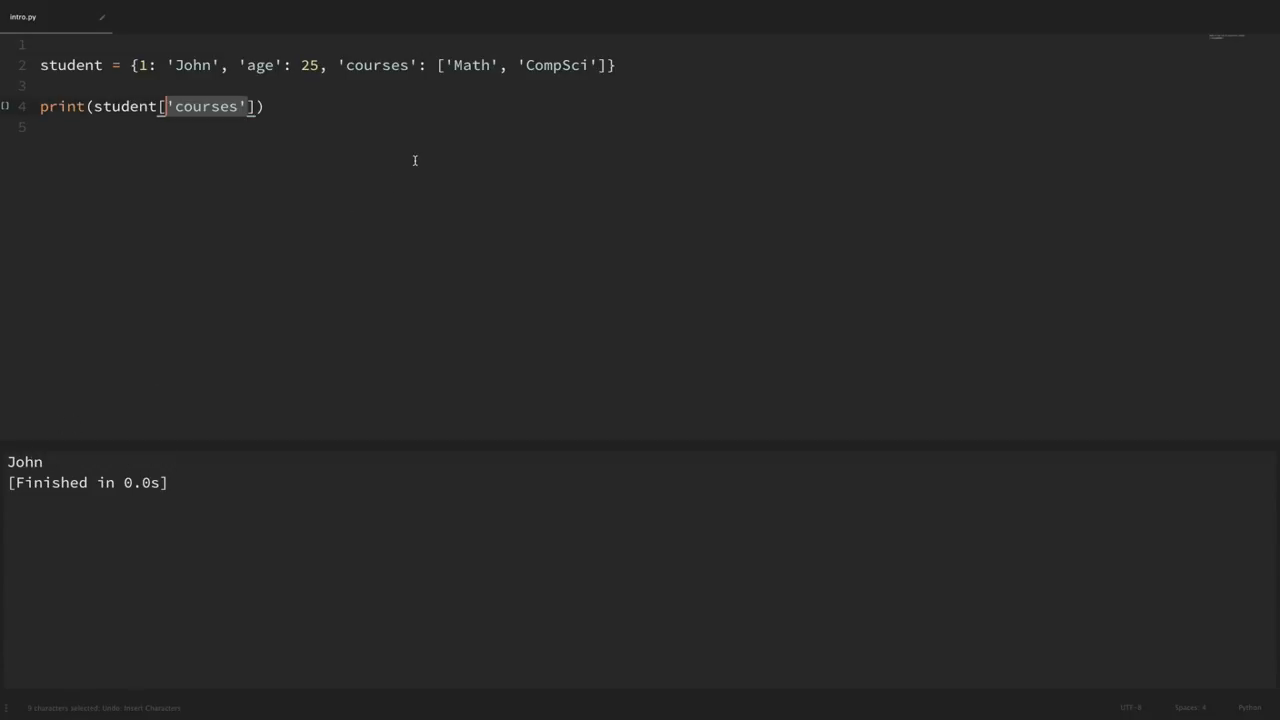 intro.py
1
2 student = {1: 'John', 'age': 25, 'courses': ['Math', 'CompSci']}
3
[] 4 print(student['courses'])
5
John
[Finished in 0.0s]
9 characters selected; Undo: Insert Characters
UTF-8 Spaces: 4 Python